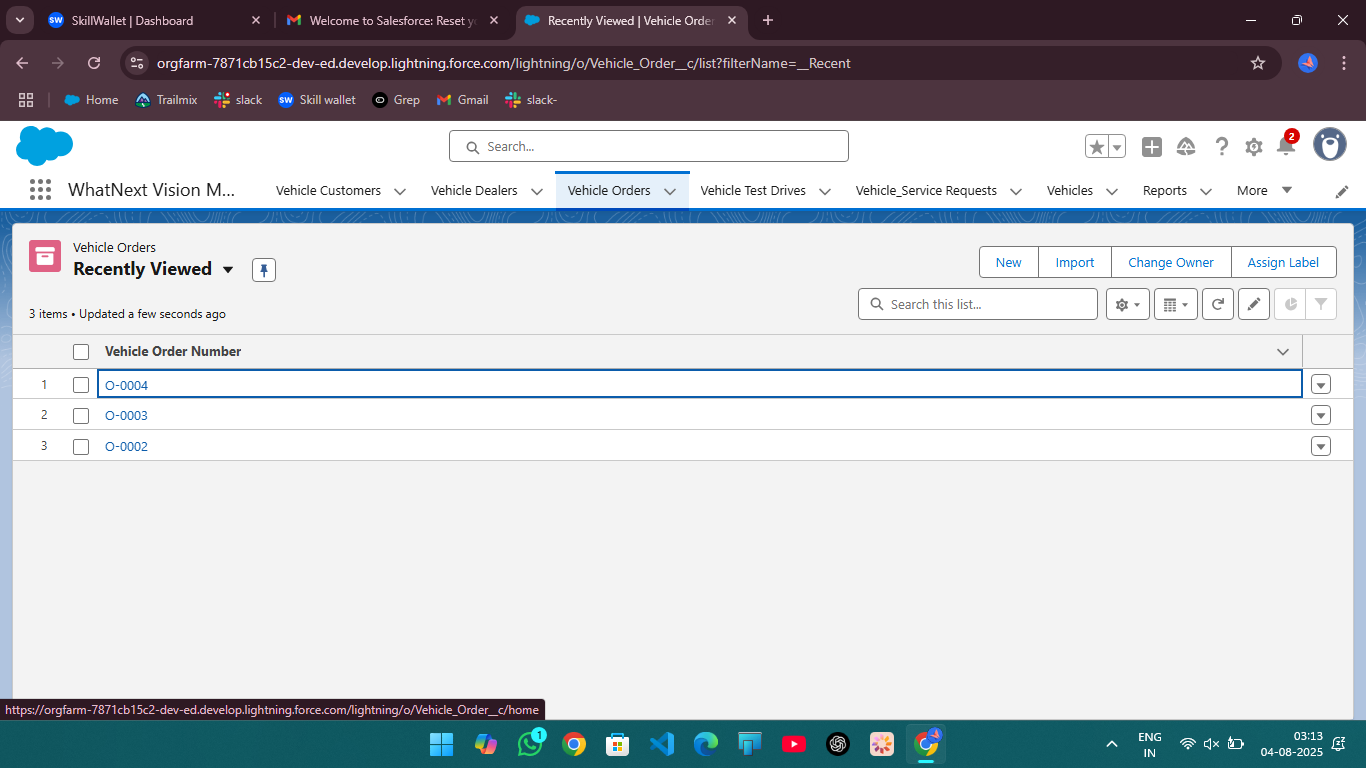 SW SkillWallet | Dashboard
Welcome to Salesforce: Reset yo
Recently Viewed | Vehicle Order
orgfarm-7871cb15c2-dev-ed.develop.lightning.force.com/lightning/o/Vehicle_Order__c/list?filterName=__Recent
Home
Trailmix
slack
SW Skill wallet
Grep
Gmail
slack-
Search...
2
WhatNext Vision M...
Vehicle Customers
Vehicle Dealers
Vehicle Orders
Vehicle Test Drives
Vehicle_Service Requests
Vehicles
Reports
More
Vehicle Orders
Recently Viewed
New
Import
Change Owner
Assign Label
3 items • Updated a few seconds ago
Search this list...
Vehicle Order Number
1 O-0004
2 O-0003
3 O-0002
https://orgfarm-7871cb15c2-dev-ed.develop.lightning.force.com/lightning/o/Vehicle_Order__c/home
1
ENG
IN
03:13
04-08-2025